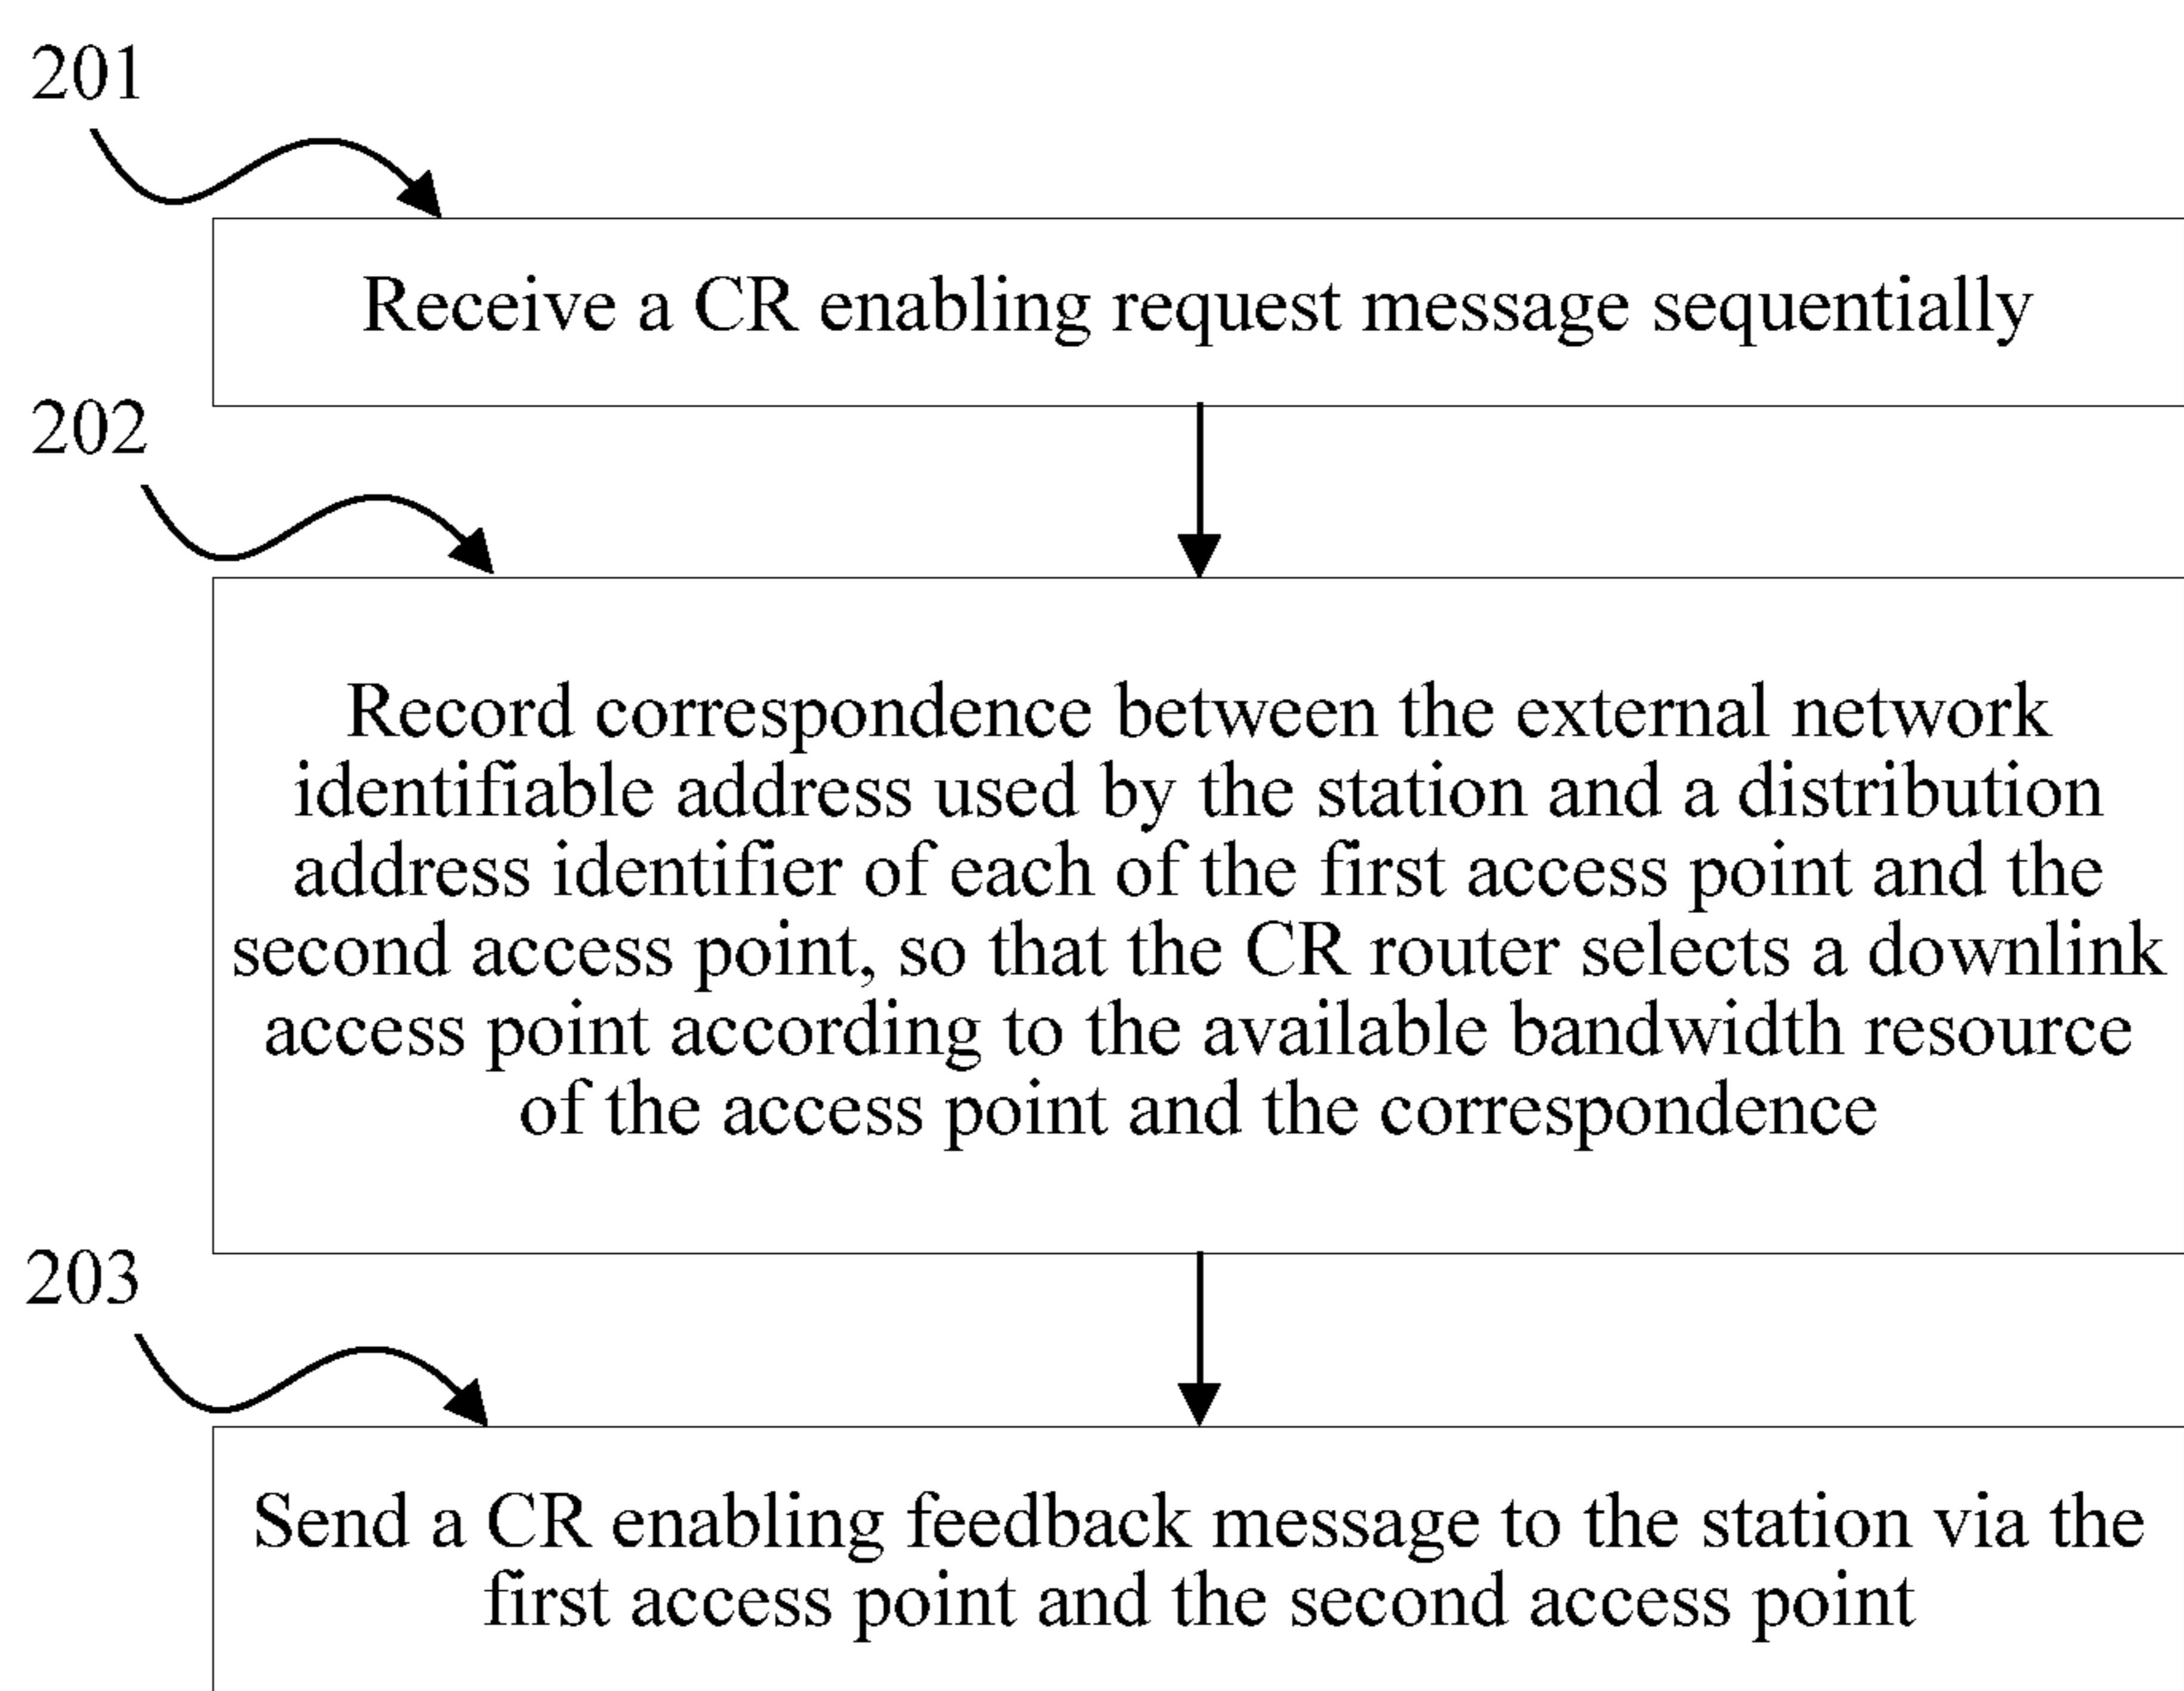 201
Receive a CR enabling request message sequentially
202
Record correspondence between the external network
identifiable address used by the station and a distribution
address identifier of each of the first access point and the
second access point, so that the CR router selects a downlink
access point according to the available bandwidth resource
of the access point and the correspondence
203
Send a CR enabling feedback message to the station via the
first access point and the second access point